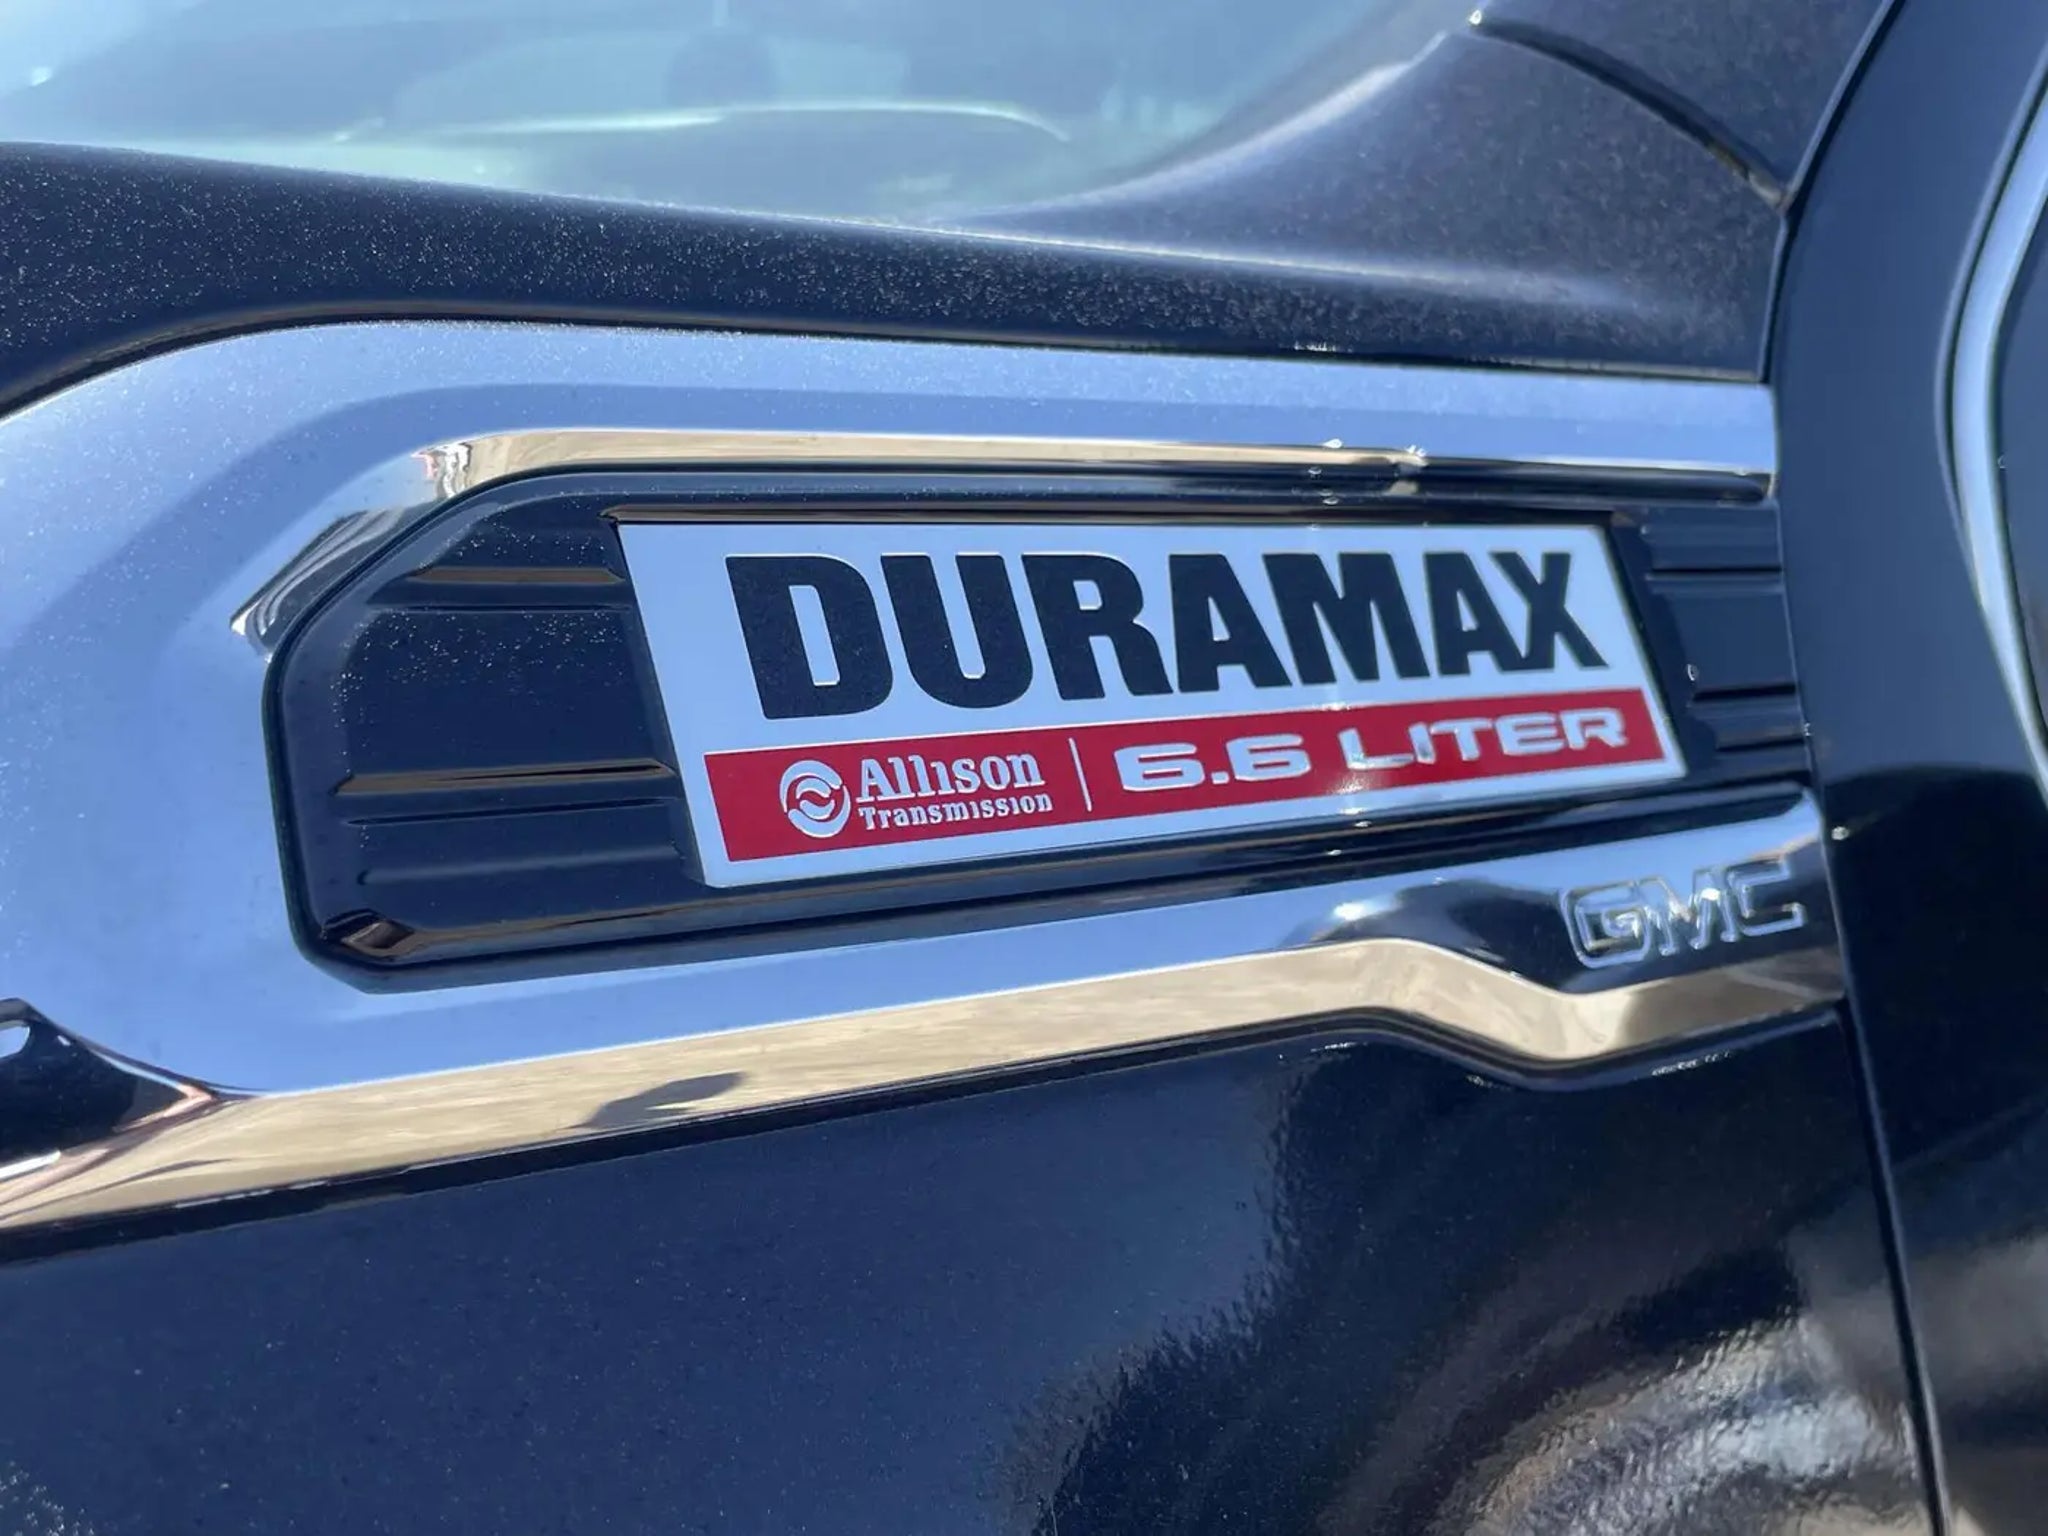 DURAMAX
Allison
Transmission
6.6 LITER
GMC